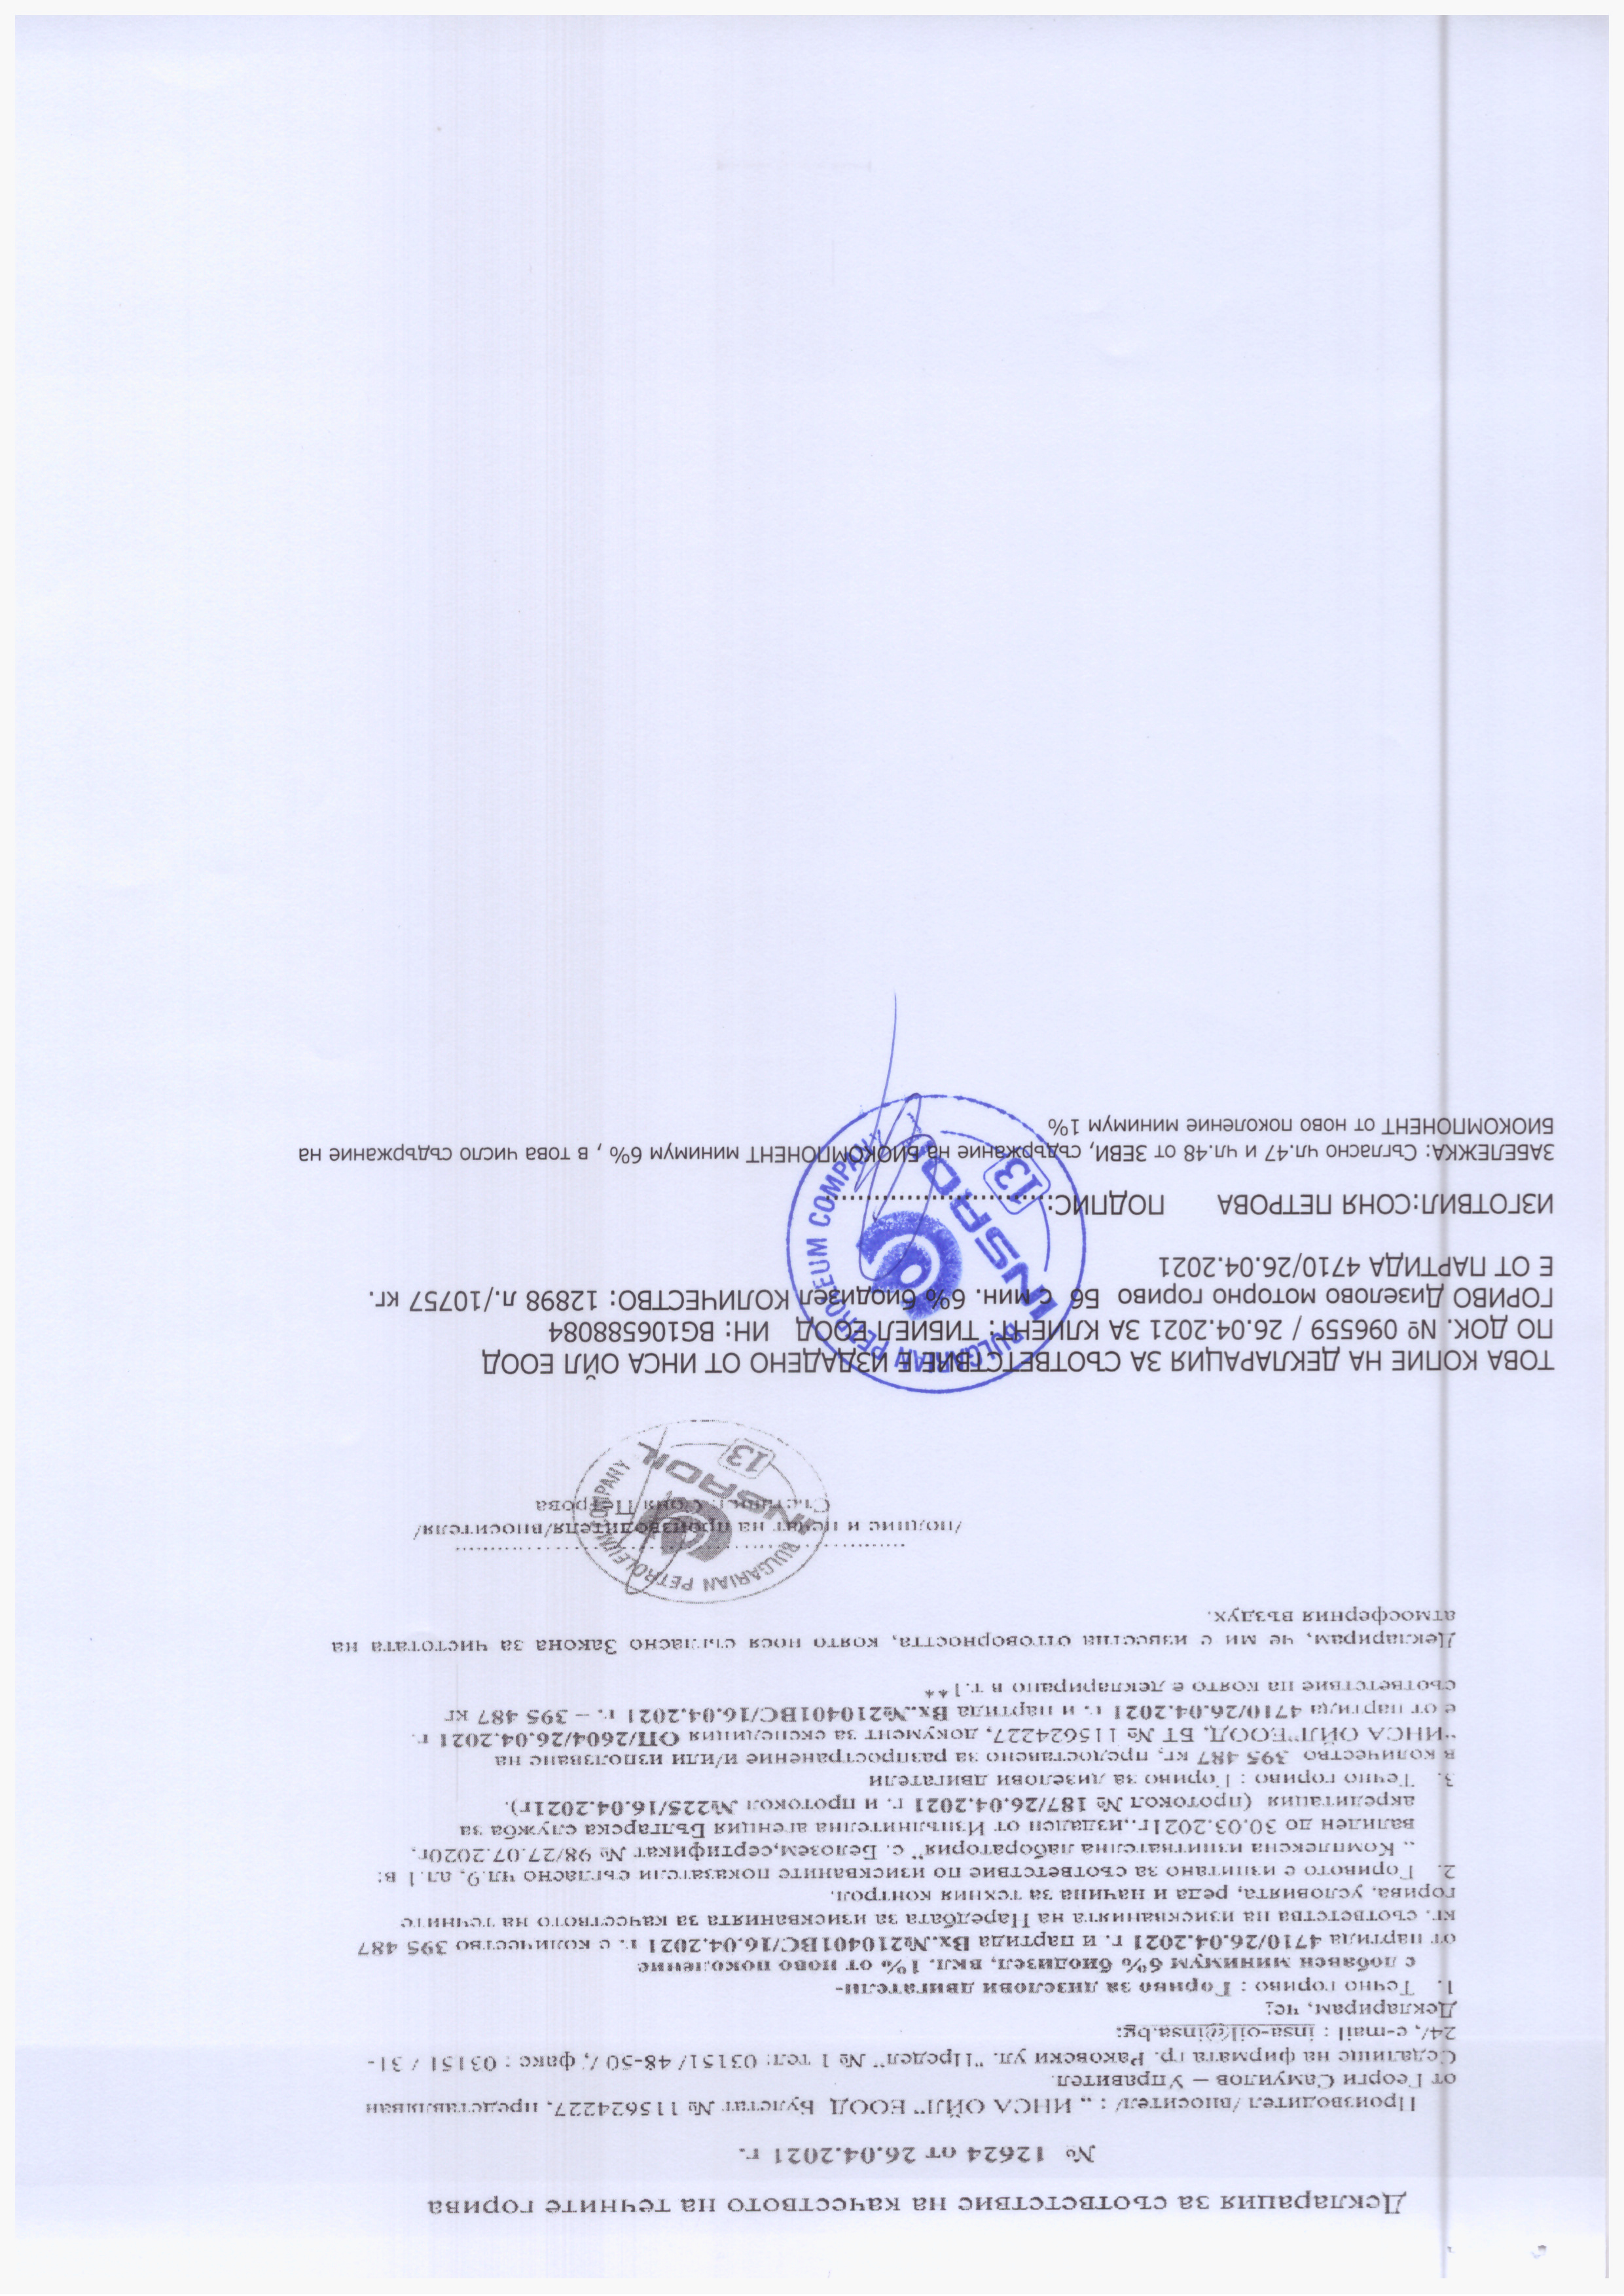 Декларация за съответствие на качеството на течните горива
№ 12624 от 26.04.2021 г.
Производител /вносител/ : „ ИНСА ОЙЛ" ЕООД Булстат № 115624227, представляван
от Георги Самуилов – Управител
Седалище на фирмата гр. Раковски ул. "Предел" № 1 тел: 03151/ 48-50 /, факс : 03151 / 31-
24/, e-mail : insa-oil@insa.bg;
Декларирам, че:
1. Течно гориво : Гориво за дизелови двигатели-
с добавен минимум 6% биодизел, вкл. 1% от ново поколение
от партида 4710/26.04.2021 г. и партида Вх.№210401ВС/16.04.2021 г. с количество 395 487
кг. съответства на изискванията на Наредбата за изискванията за качеството на течните
горива, условията, реда и начина за техния контрол.
2. Горивото е изпитано за съответствие по изискваните показатели съгласно чл.9, ал.1 в:
„ Комплексна изпитвателна лаборатория" с. Белозем,сертификат № 98/27.07.2020г.
валиден до 30.03.2021г.,издаден от Изпълнителна агенция Българска служба за
акредитация (протокол № 187/26.04.2021 г. и протокол №225/16.04.2021г).
3. Течно гориво : Гориво за дизелови двигатели
в количество 395 487 кг, предоставено за разпространение и/или използване на
"ИНСА ОЙЛ"ЕООД, БТ № 115624227, документ за експедиция ОП/2604/26.04.2021 г.
е от партида 4710/26.04.2021 г. и партида Вх.№210401ВС/16.04.2021 г. – 395 487 кг
съответствие на която е декларирано в т.1**
Декларирам, че ми е известна отговорността, която нося съгласно Закона за чистотата на
атмосферния въздух.
/подпис и печат на производителя/вносителя/
Съставил: Соня Петрова
BULGARIAN PETROLEUM COMPANY
INSAOIL
13
ТОВА КОПИЕ НА ДЕКЛАРАЦИЯ ЗА СЪОТВЕТСТВИЕ Е ИЗДАДЕНО ОТ ИНСА ОЙЛ ЕООД
ПО ДОК. № 096559 / 26.04.2021 ЗА КЛИЕНТ: ТИБИЕЛ ЕООД ИН: BG106588084
ГОРИВО Дизелово моторно гориво Б6 с мин. 6% биодизел КОЛИЧЕСТВО: 12898 л./10757 кг.
Е ОТ ПАРТИДА 4710/26.04.2021
ИЗГОТВИЛ:СОНЯ ПЕТРОВА ПОДПИС:..............................
ЗАБЕЛЕЖКА: Съгласно чл.47 и чл.48 от ЗЕВИ, съдържание на БИОКОМПОНЕНТ минимум 6% , в това число съдържание на
БИОКОМПОНЕНТ от ново поколение минимум 1%
BULGARIAN PETROLEUM COMPANY
INSAOIL
13